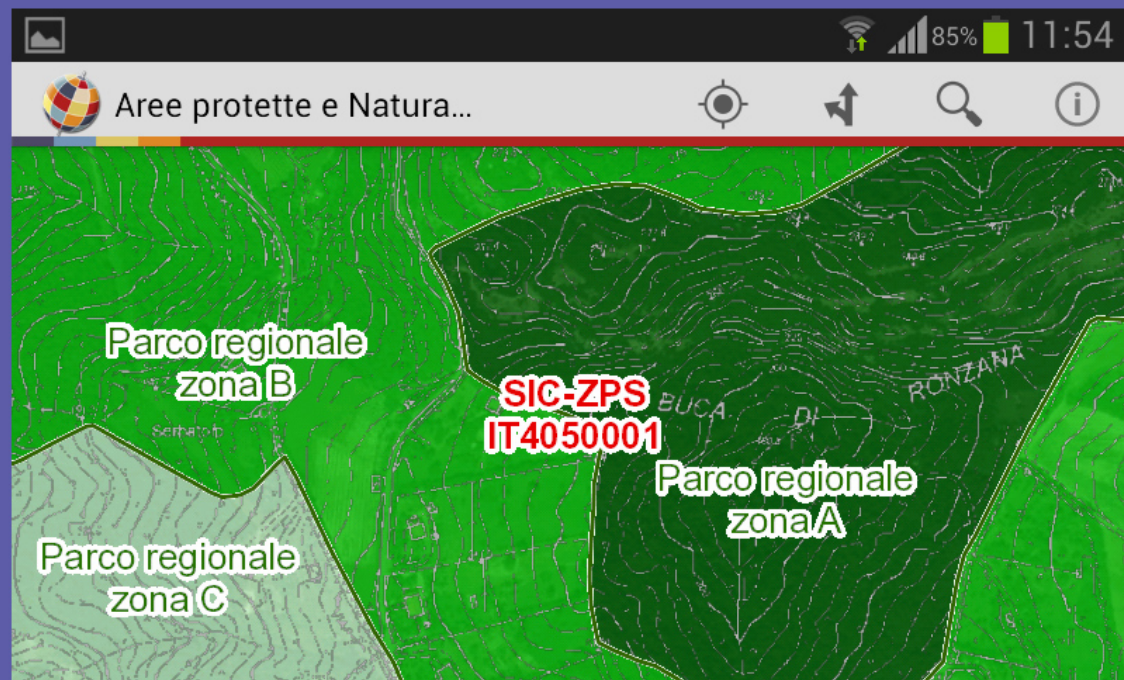 85% 11:54
Aree protette e Natura...
Parco regionale
zona B
SIC-ZPS
IT4050001
BUCA DI RONZANA
Parco regionale
zona A
Parco regionale
zona C